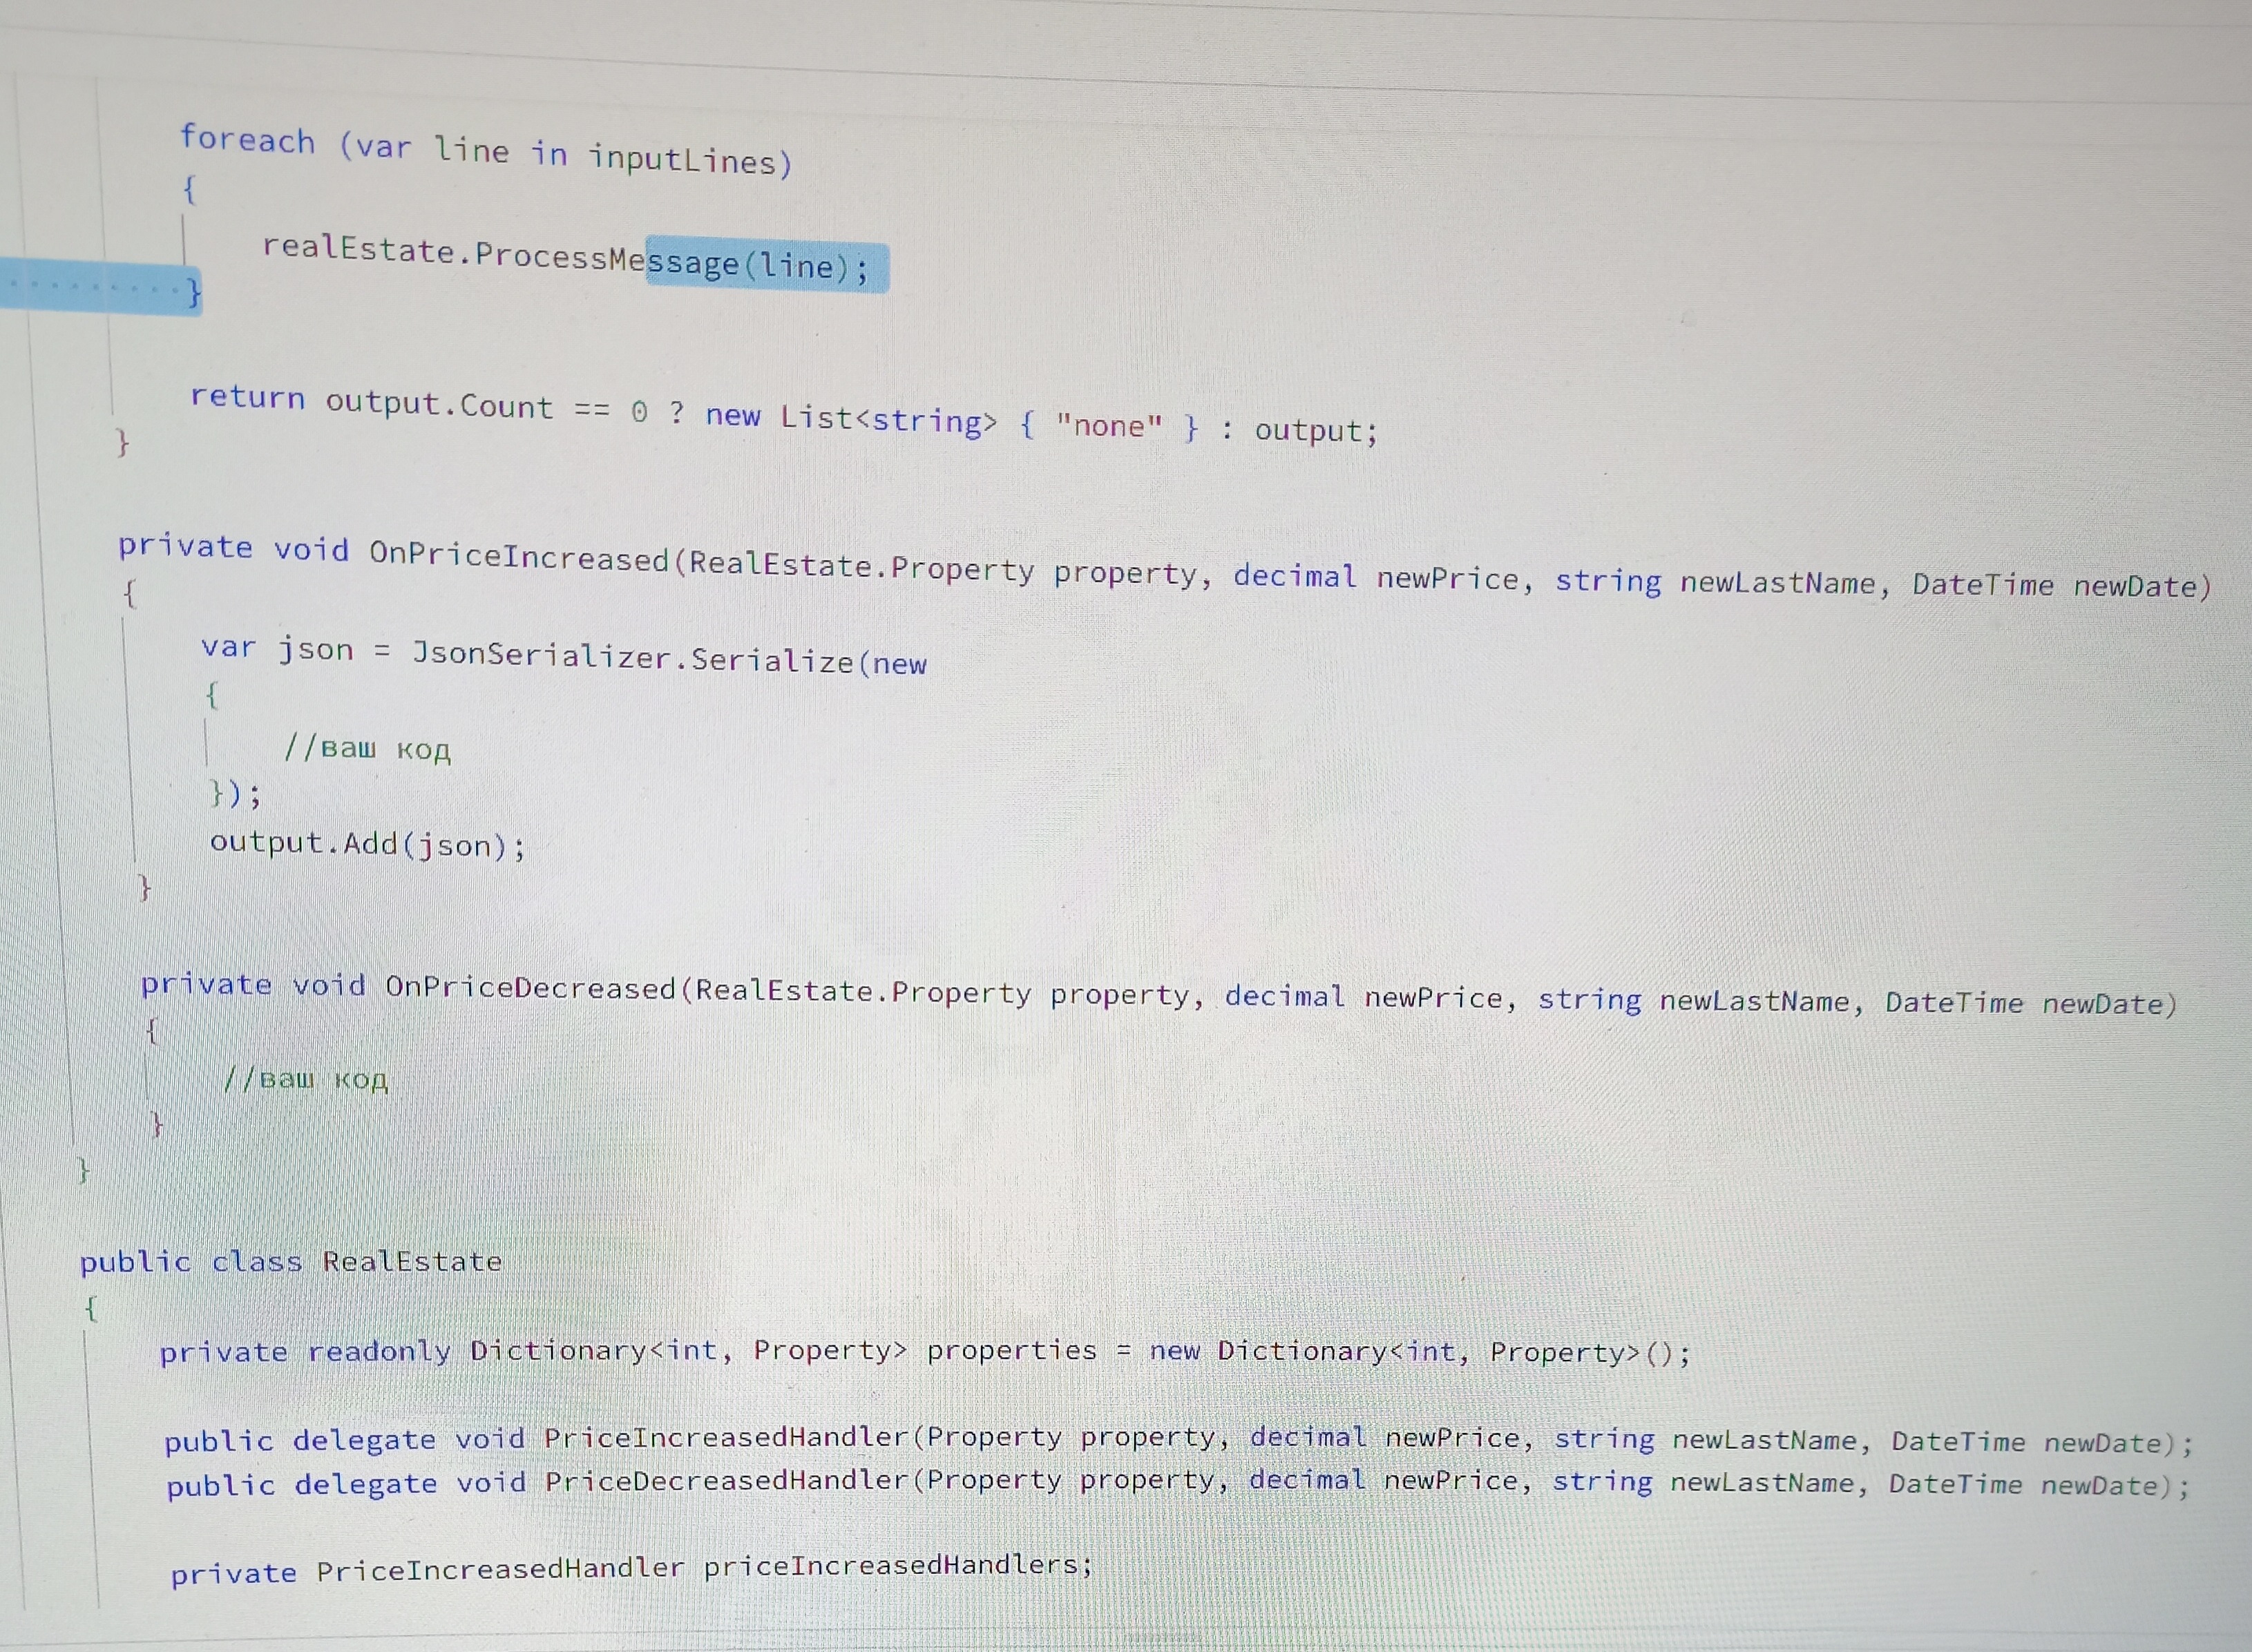 foreach (var line in inputLines)
{
realEstate.ProcessMessage(line);
}
return output.Count == 0 ? new List<string> { "none" } : output;
}
private void OnPriceIncreased(RealEstate.Property property, decimal newPrice, string newLastName, DateTime newDate)
{
var json = JsonSerializer.Serialize(new
{
//ваш код
});
output.Add(json);
}
private void OnPriceDecreased(RealEstate.Property property, decimal newPrice, string newLastName, DateTime newDate)
{
//ваш код
}
}
public class RealEstate
{
private readonly Dictionary<int, Property> properties = new Dictionary<int, Property>();
public delegate void PriceIncreasedHandler(Property property, decimal newPrice, string newLastName, DateTime newDate);
public delegate void PriceDecreasedHandler(Property property, decimal newPrice, string newLastName, DateTime newDate);
private PriceIncreasedHandler priceIncreasedHandlers;